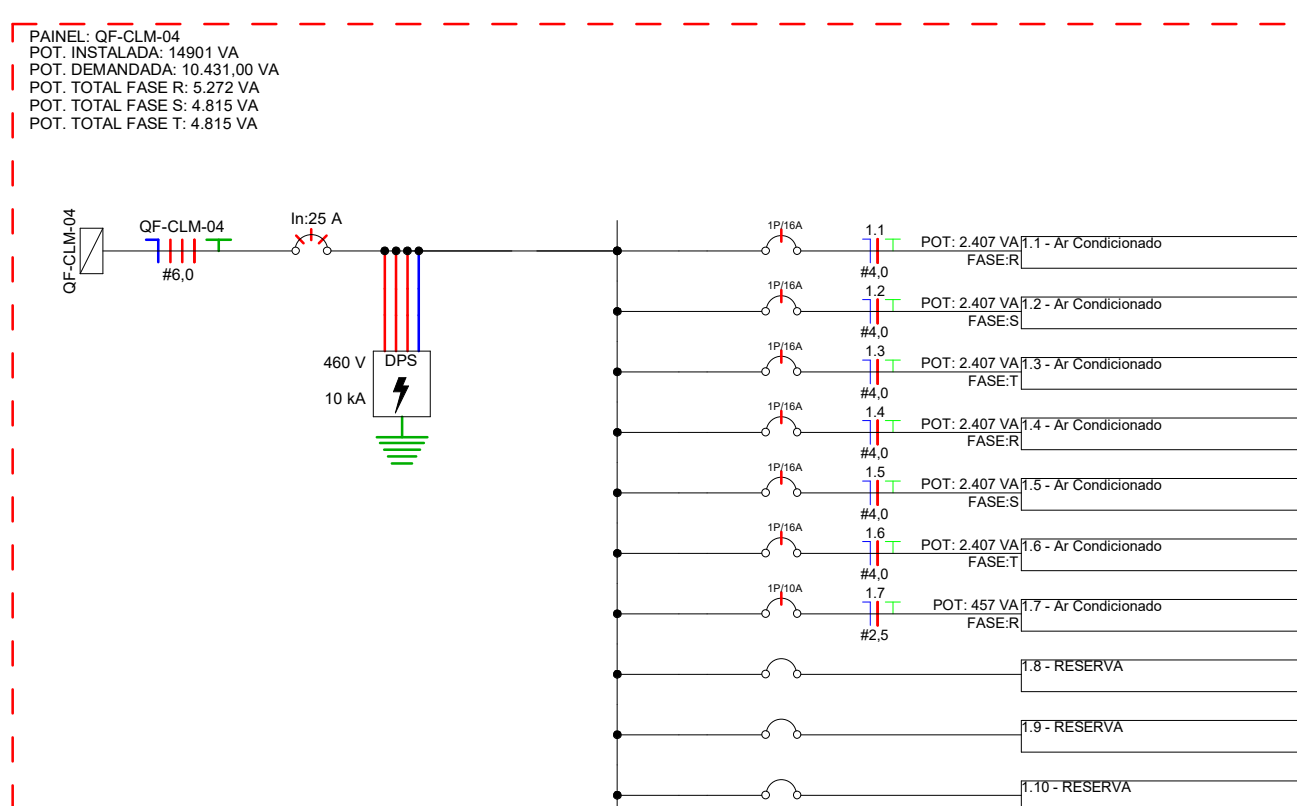 PAINEL: QF-CLM-04
POT. INSTALADA: 14901 VA
POT. DEMANDADA: 10.431,00 VA
POT. TOTAL FASE R: 5.272 VA
POT. TOTAL FASE S: 4.815 VA
POT. TOTAL FASE T: 4.815 VA
QF-CLM-04
QF-CLM-04
#6,0
In:25 A
460 V
DPS
10 kA
1P/16A
1.1
#4,0
POT: 2.407 VA
FASE:R
1.1 - Ar Condicionado
1P/16A
1.2
#4,0
POT: 2.407 VA
FASE:S
1.2 - Ar Condicionado
1P/16A
1.3
#4,0
POT: 2.407 VA
FASE:T
1.3 - Ar Condicionado
1P/16A
1.4
#4,0
POT: 2.407 VA
FASE:R
1.4 - Ar Condicionado
1P/16A
1.5
#4,0
POT: 2.407 VA
FASE:S
1.5 - Ar Condicionado
1P/16A
1.6
#4,0
POT: 2.407 VA
FASE:T
1.6 - Ar Condicionado
1P/10A
1.7
#2,5
POT: 457 VA
FASE:R
1.7 - Ar Condicionado
1.8 - RESERVA
1.9 - RESERVA
1.10 - RESERVA